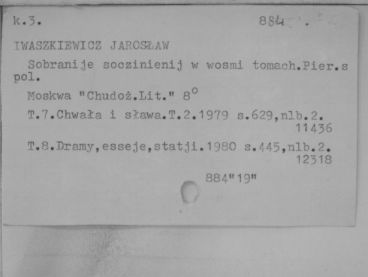 k.3. 884
IWASZKIEWICZ JAROSŁAW
Sobranije soczinienij w wosmi tomach.Pier.s
pol.
Moskwa "Chudoż.Lit." 8°
T.7.Chwała i sława.T.2.1979 s.629,nlb.2.
11436
T.8.Dramy,esseje,statji.1980 s.445,nlb.2.
12318
884"19"